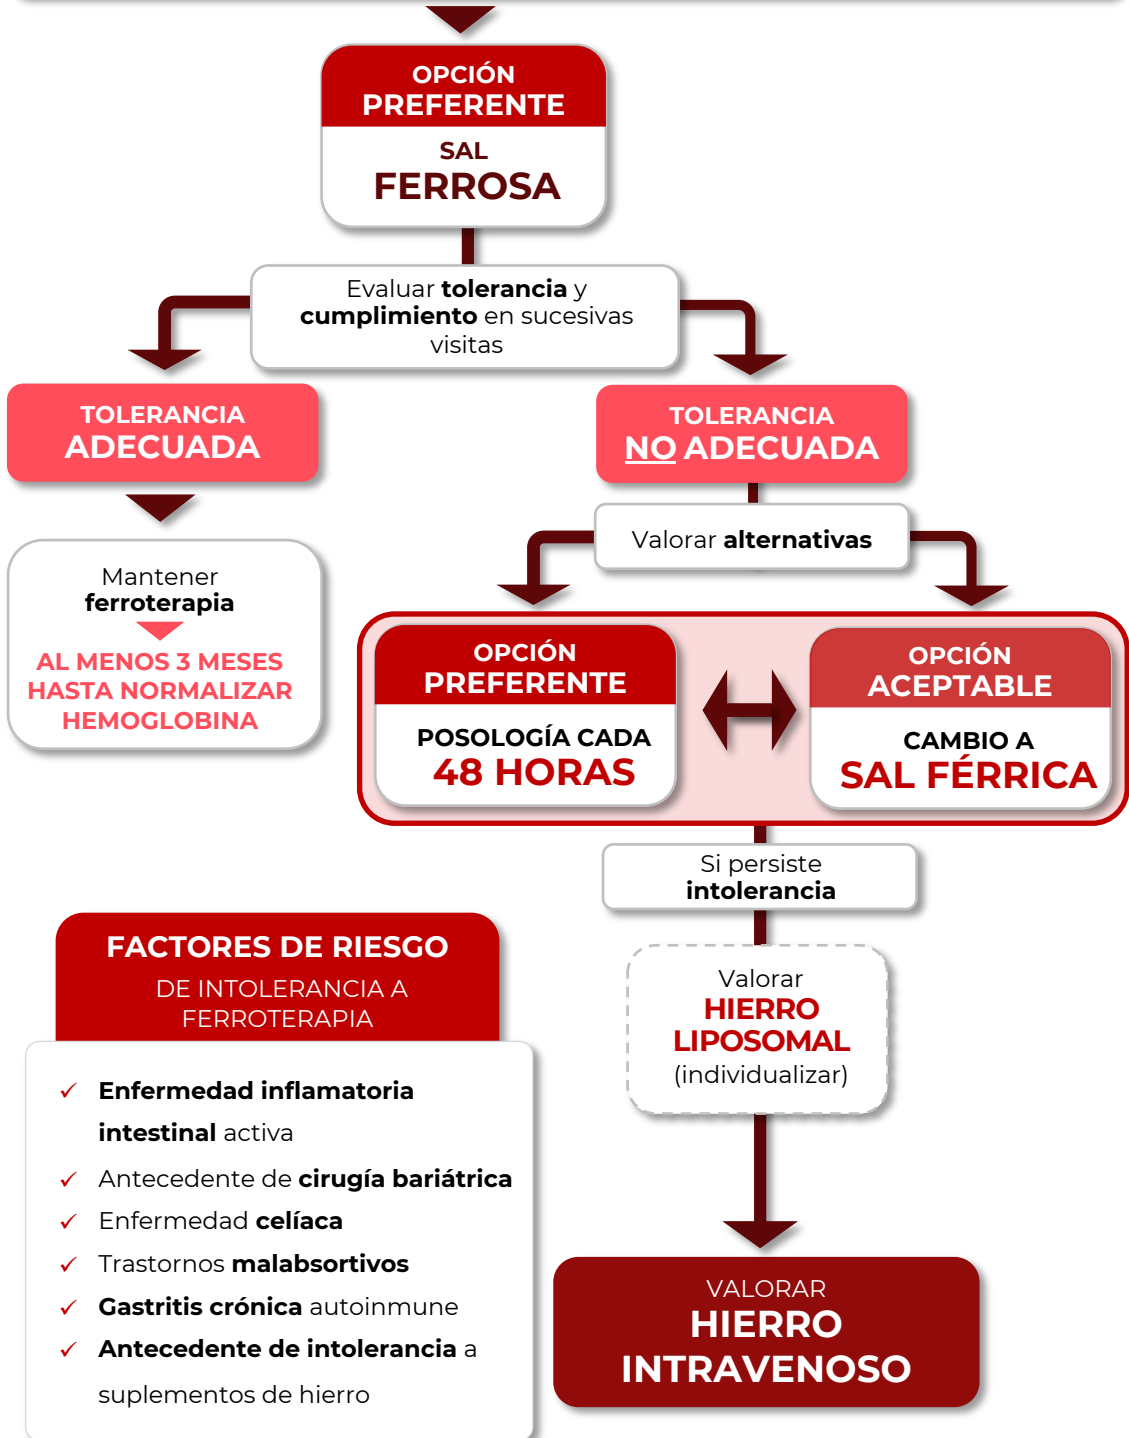 OPCIÓN
PREFERENTE
SAL
FERROSA
Evaluar tolerancia y
cumplimiento en sucesivas
visitas
TOLERANCIA
ADECUADA
TOLERANCIA
NO ADECUADA
Mantener
ferroterapia
AL MENOS 3 MESES
HASTA NORMALIZAR
HEMOGLOBINA
Valorar alternativas
OPCIÓN
PREFERENTE
POSOLOGÍA CADA
48 HORAS
OPCIÓN
ACEPTABLE
CAMBIO A
SAL FÉRRICA
Si persiste
intolerancia
Valorar
HIERRO
LIPOSOMAL
(individualizar)
VALORAR
HIERRO
INTRAVENOSO
FACTORES DE RIESGO
DE INTOLERANCIA A
FERROTERAPIA
✓ Enfermedad inflamatoria
intestinal activa
✓ Antecedente de cirugía bariátrica
✓ Enfermedad celíaca
✓ Trastornos malabsortivos
✓ Gastritis crónica autoinmune
✓ Antecedente de intolerancia a
suplementos de hierro